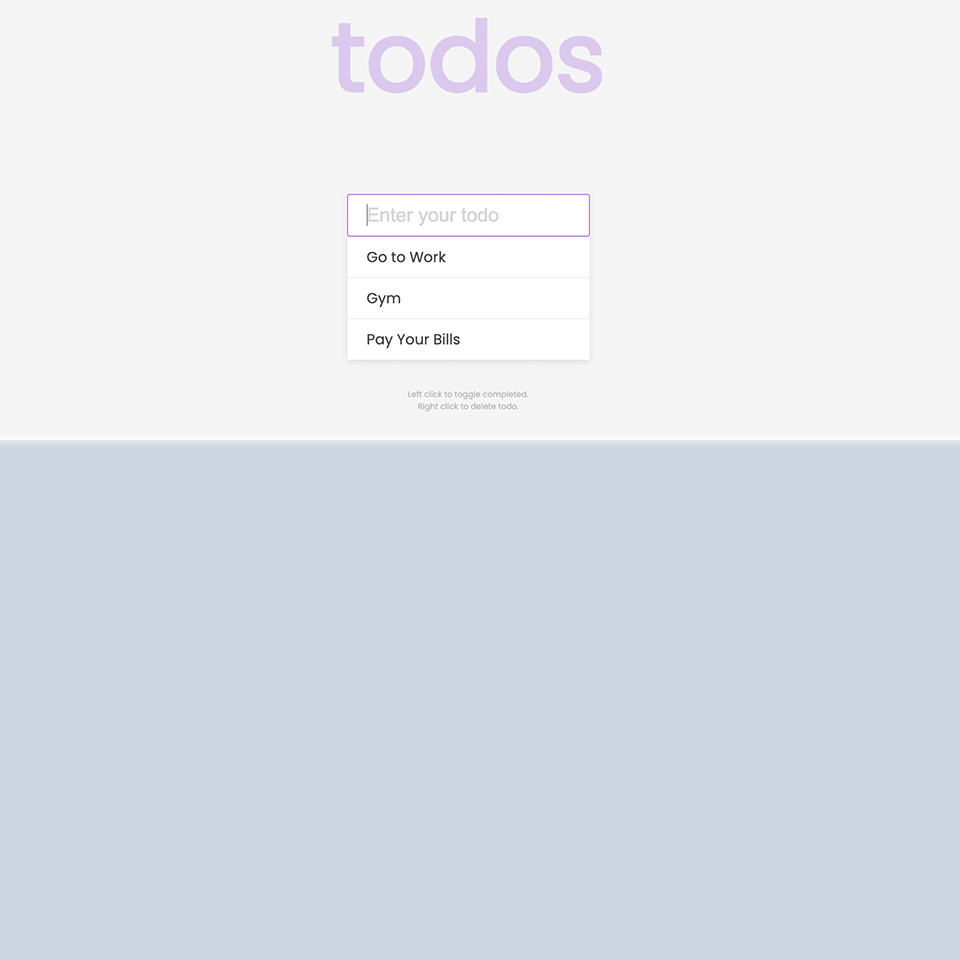 todos
Enter your todo
Go to Work
Gym
Pay Your Bills
Left click to toggle completed.
Right click to delete todo.